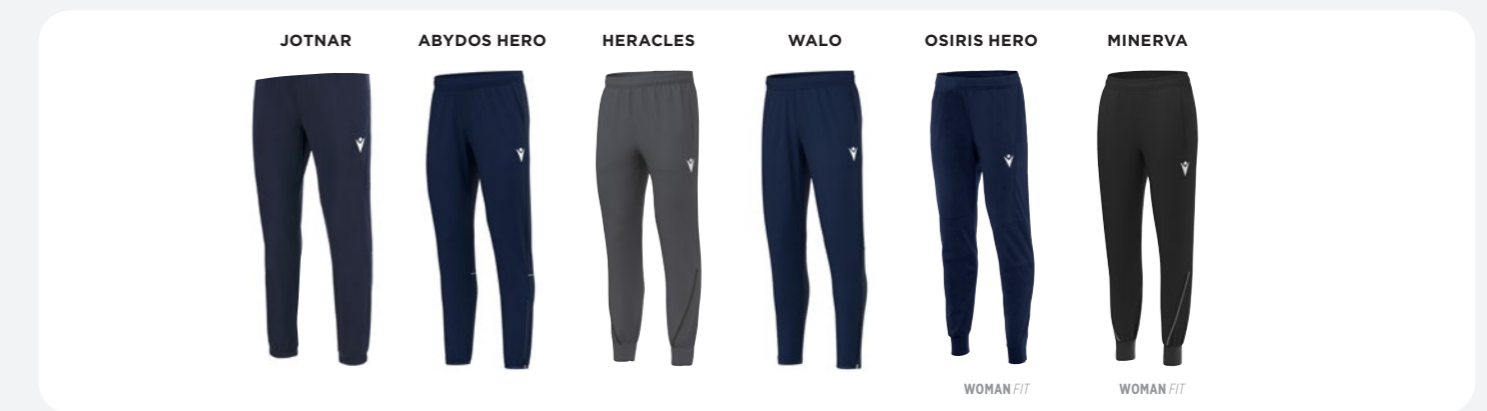 JOTNAR
ABYDOS HERO
HERACLES
WALO
OSIRIS HERO
MINERVA
WOMAN FIT
WOMAN FIT